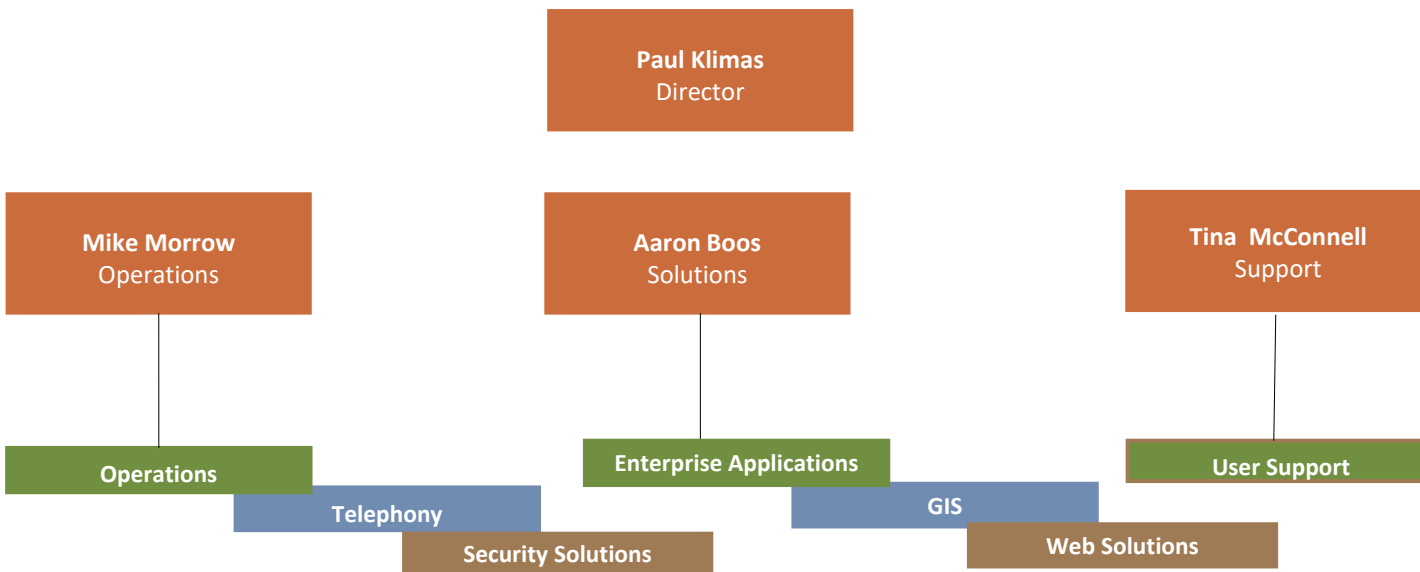 Paul Klimas
Director
Mike Morrow
Operations
Aaron Boos
Solutions
Tina McConnell
Support
Operations
Telephony
Security Solutions
Enterprise Applications
GIS
Web Solutions
User Support